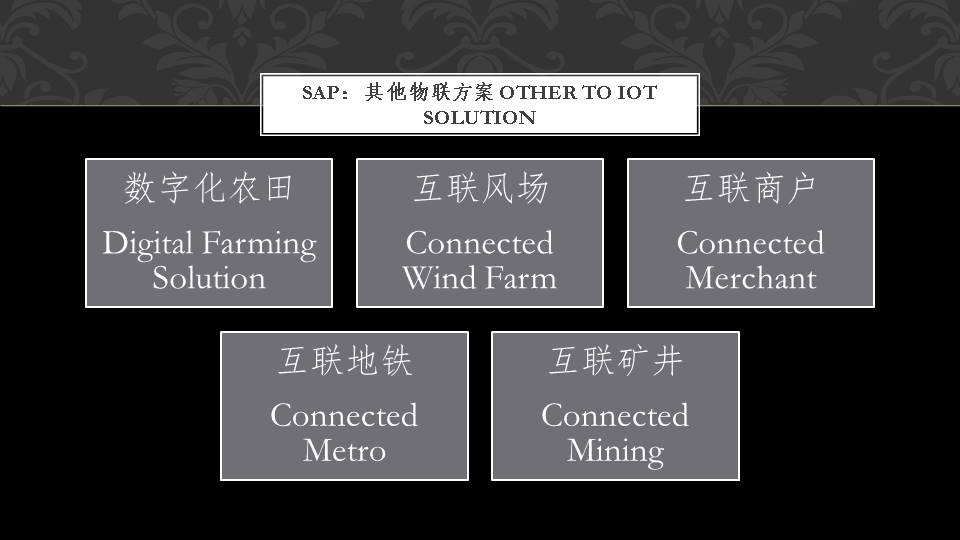 SAP： 其他物联方案 OTHER TO IOT
SOLUTION
数字化农田
Digital Farming
Solution
互联风场
Connected
Wind Farm
互联商户
Connected
Merchant
互联地铁
Connected
Metro
互联矿井
Connected
Mining